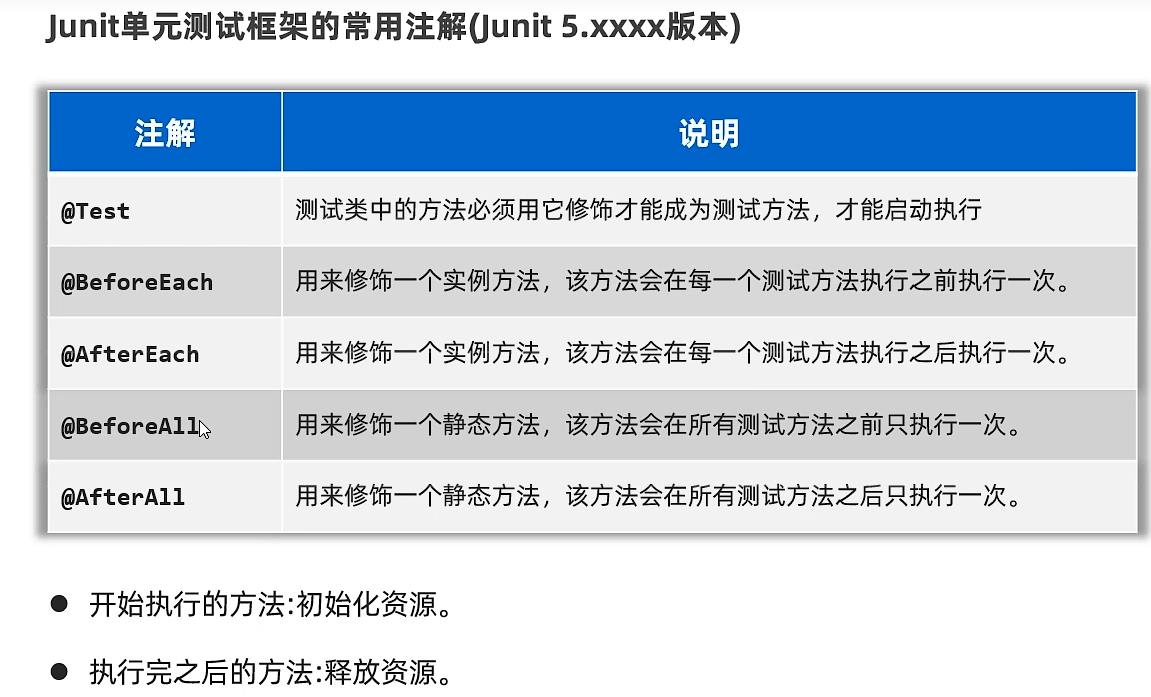 Junit单元测试框架的常用注解(Junit 5.xxxx版本)
注解 说明
@Test 测试类中的方法必须用它修饰才能成为测试方法，才能启动执行
@BeforeEach 用来修饰一个实例方法，该方法会在每一个测试方法执行之前执行一次。
@AfterEach 用来修饰一个实例方法，该方法会在每一个测试方法执行之后执行一次。
@BeforeAll 用来修饰一个静态方法，该方法会在所有测试方法之前只执行一次。
@AfterAll 用来修饰一个静态方法，该方法会在所有测试方法之后只执行一次。
● 开始执行的方法:初始化资源。
● 执行完之后的方法:释放资源。